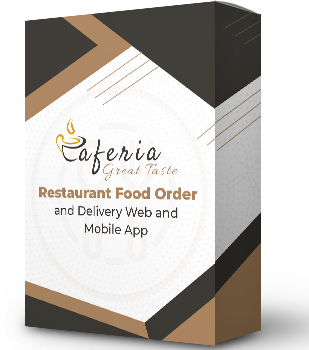 Caferia
Great Taste
Restaurant Food Order
and Delivery Web and
Mobile App